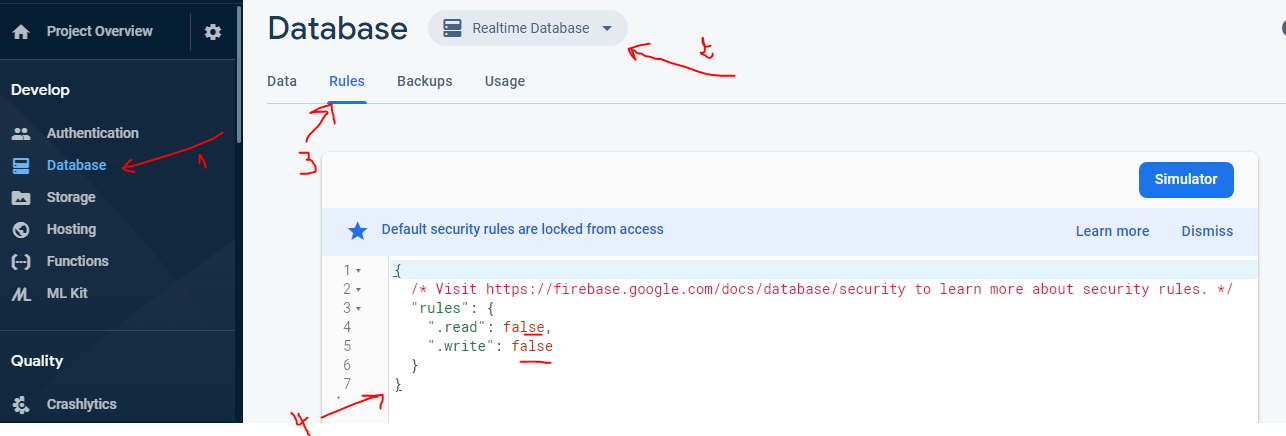 Project Overview
Develop
Authentication
Database
Storage
Hosting
Functions
ML Kit
Quality
Crashlytics
Database
Realtime Database
Data Rules Backups Usage
1
3
4
Simulator
Default security rules are locked from access
Learn more Dismiss
1 {
2 /* Visit https://firebase.google.com/docs/database/security to learn more about security rules. */
3 "rules": {
4 ".read": false,
5 ".write": false
6 }
7 }